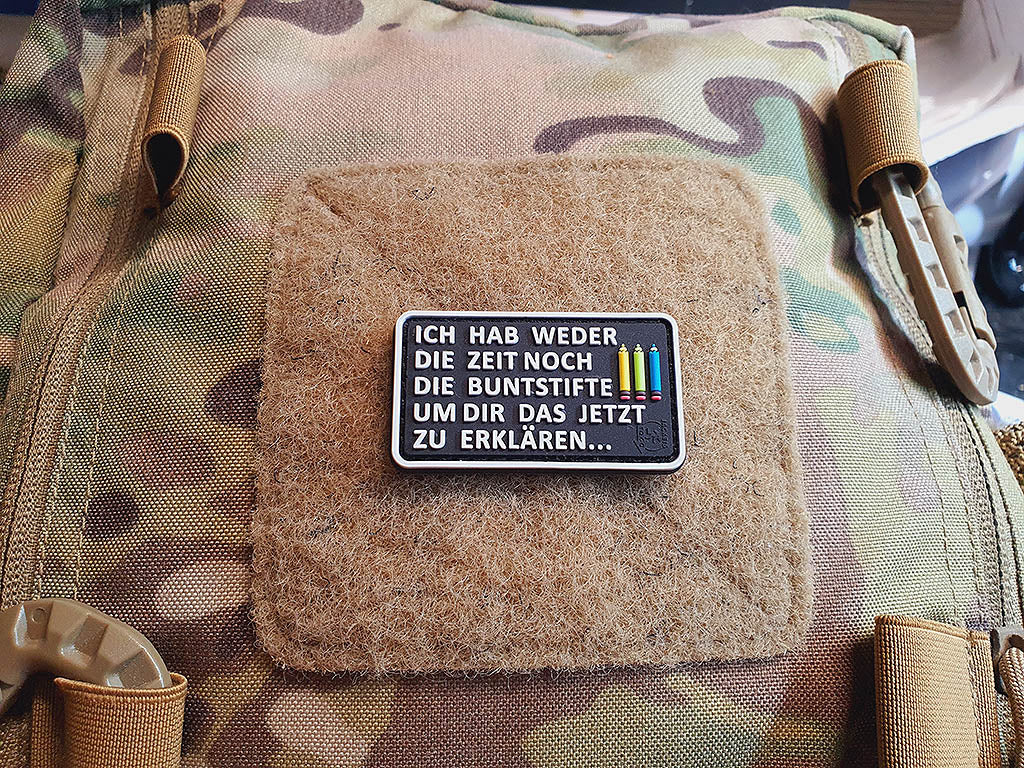 ICH HAB WEDER
DIE ZEIT NOCH
DIE BUNTSTIFTE
UM DIR DAS JETZT
ZU ERKLÄREN...